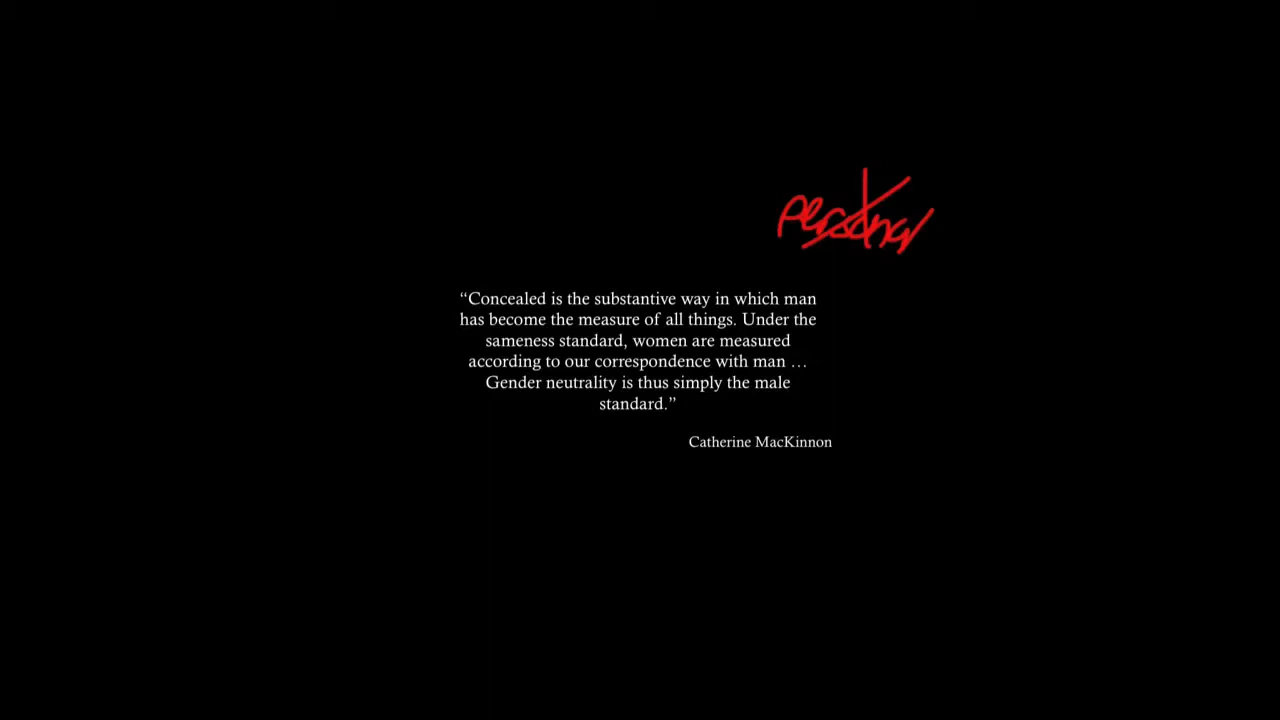 personal
“Concealed is the substantive way in which man
has become the measure of all things. Under the
sameness standard, women are measured
according to our correspondence with man …
Gender neutrality is thus simply the male
standard.”
Catherine MacKinnon